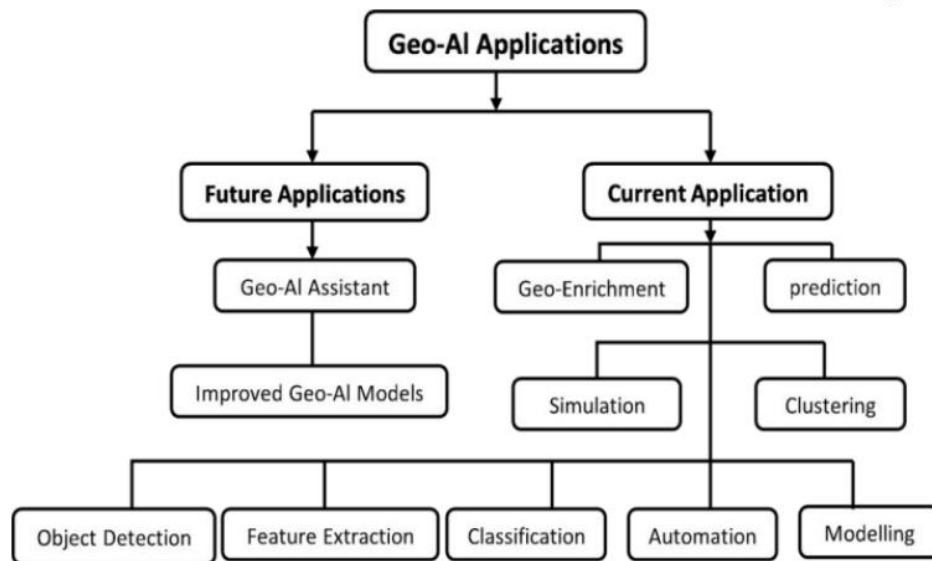 Geo-Al Applications
Future Applications
Current Application
Geo-Al Assistant
Geo-Enrichment
prediction
Improved Geo-Al Models
Simulation
Clustering
Object Detection
Feature Extraction
Classification
Automation
Modelling